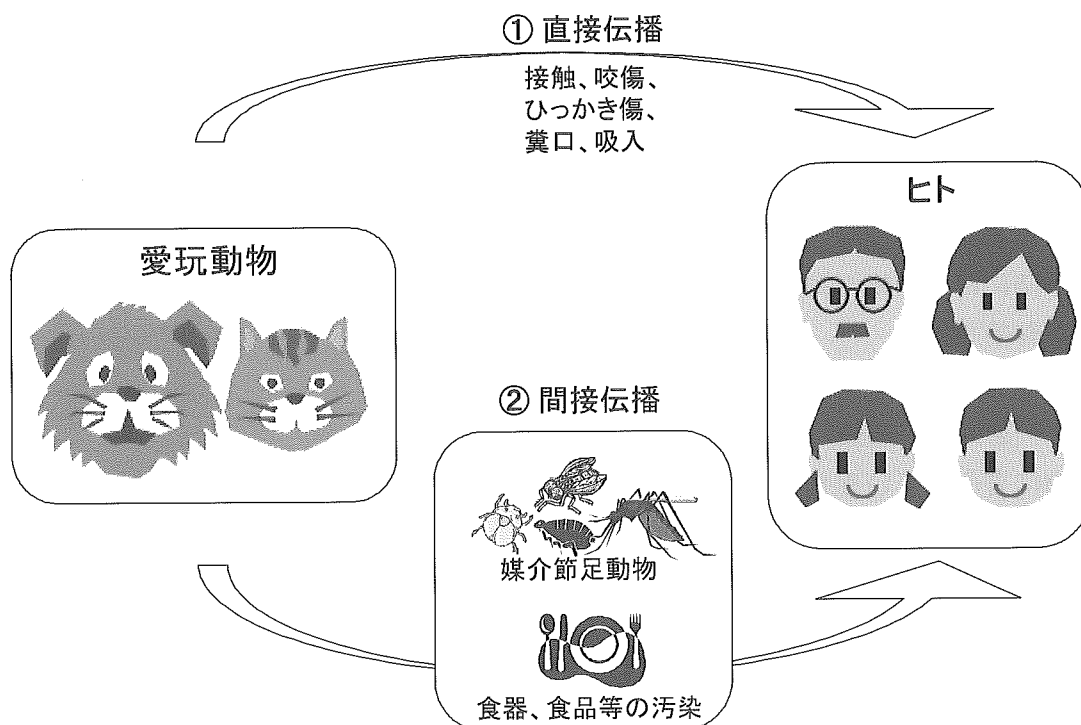 ① 直接伝播
接触、咬傷、
ひっかき傷、
糞口、吸入
愛玩動物
ヒト
② 間接伝播
媒介節足動物
食器、食品等の汚染